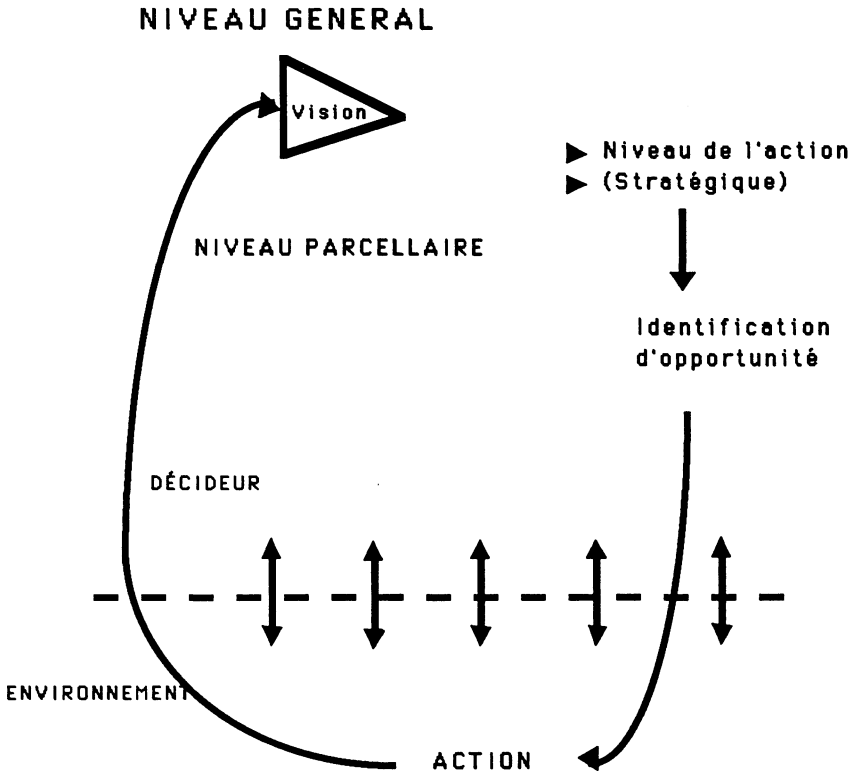 NIVEAU GENERAL
Vision
Niveau de l'action
(Stratégique)
NIVEAU PARCELLAIRE
Identification
d'opportunité
DÉCIDEUR
ENVIRONNEMENT
ACTION